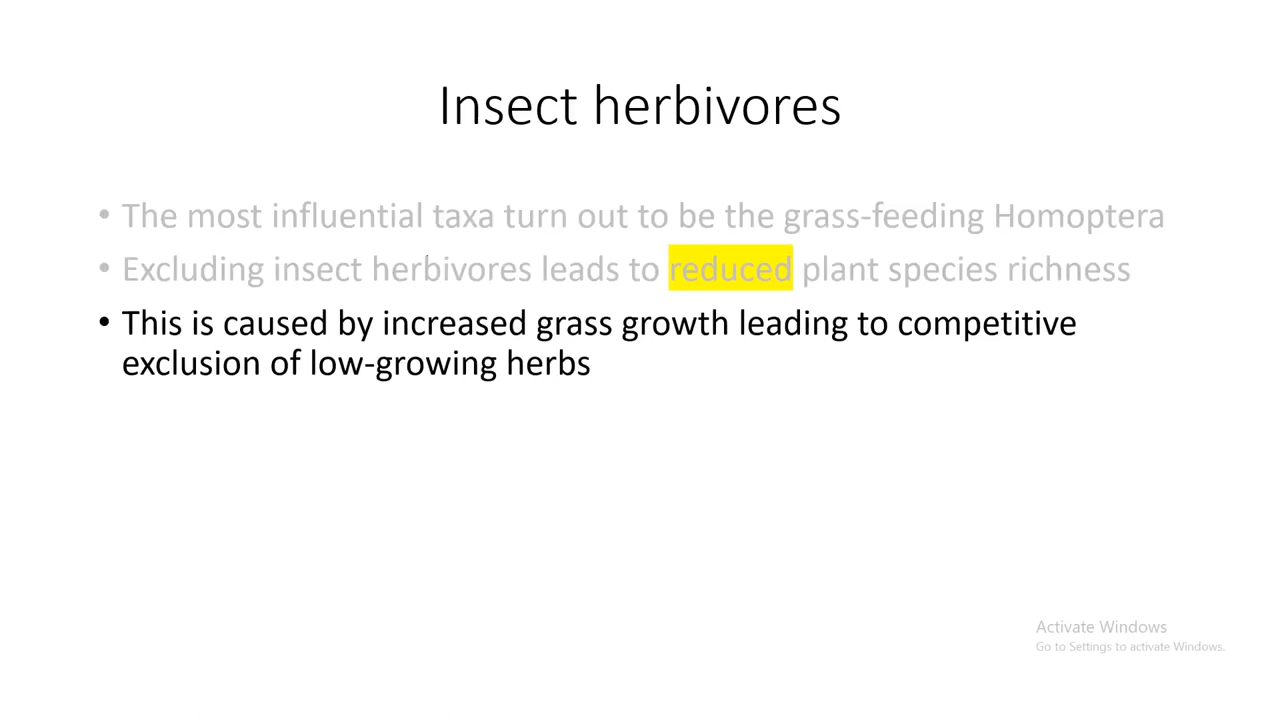 Insect herbivores
• The most influential taxa turn out to be the grass-feeding Homoptera
• Excluding insect herbivores leads to reduced plant species richness
• This is caused by increased grass growth leading to competitive
exclusion of low-growing herbs
Activate Windows
Go to Settings to activate Windows.